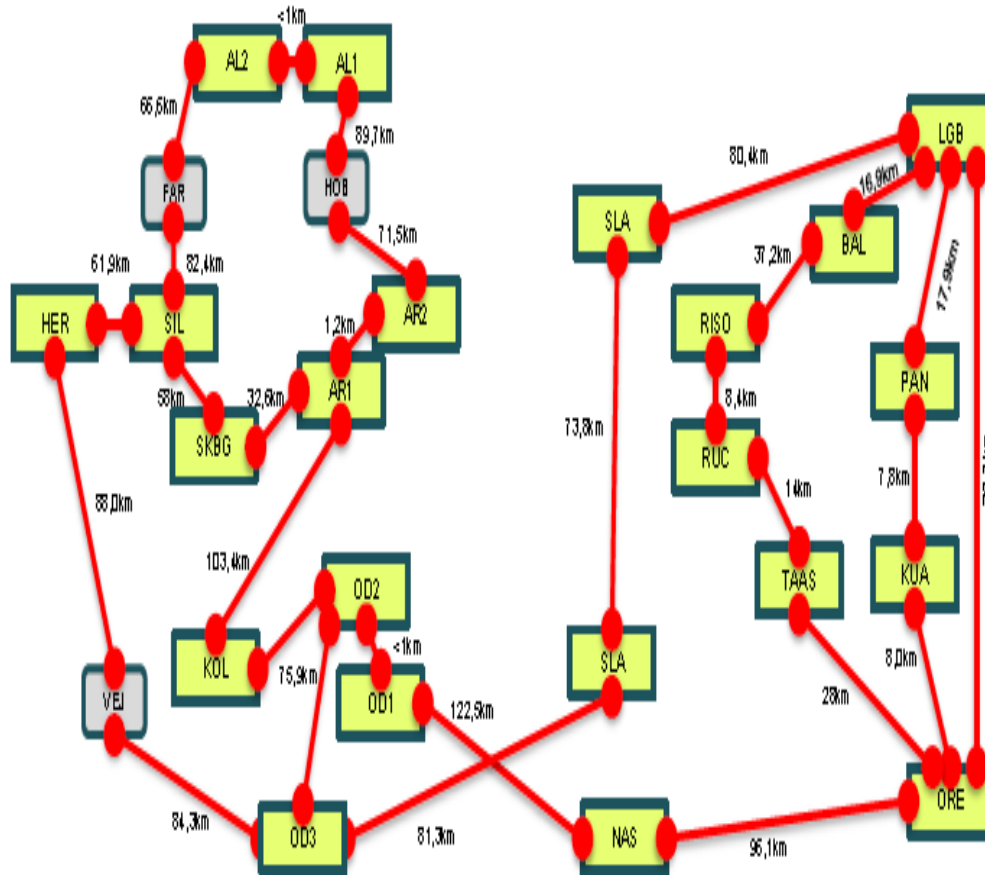 <1km
AL2
AL1
66,6km
89,7km
LGB
80,4km
FAR
HOB
16,9km
SLA
71,5km
BAL
61,9km
82,4km
37,2km
17,9km
HER
SIL
AR2
RISO
1,2km
AR1
PAN
58km
32,6km
8,4km
73,8km
SKBG
RUC
7,8km
88,0km
14km
103,4km
TAAS
KUA
OD2
<1km
KOL
75,9km
SLA
8,0km
VEJ
OD1
122,5km
28km
ORE
84,3km
OD3
81,3km
NAS
96,1km